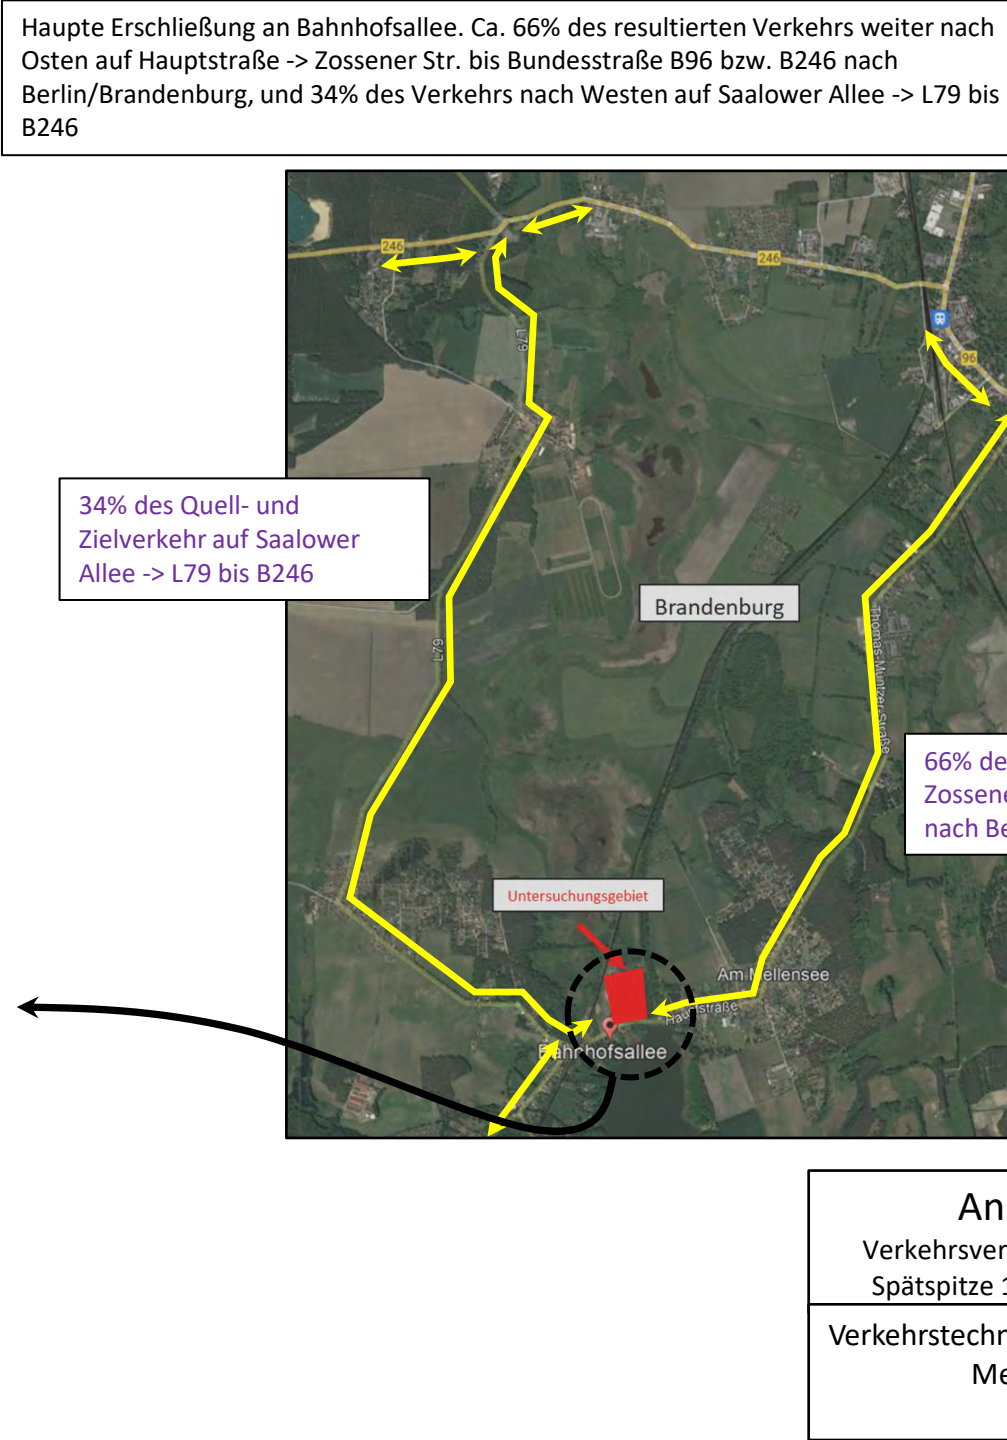 Haupte Erschließung an Bahnhofsallee. Ca. 66% des resultierten Verkehrs weiter nach
Osten auf Hauptstraße -> Zossener Str. bis Bundesstraße B96 bzw. B246 nach
Berlin/Brandenburg, und 34% des Verkehrs nach Westen auf Saalower Allee -> L79 bis
B246
246
246
L79
96
34% des Quell- und
Zielverkehr auf Saalower
Allee -> L79 bis B246
Brandenburg
Thomas-Müntzer-Straße
L79
66% de
Zossene
nach Be
Untersuchungsgebiet
Am Mellensee
Hauptstraße
Bahnhofsallee
An
Verkehrsver
Spätspitze 1
Verkehrstechn
Me